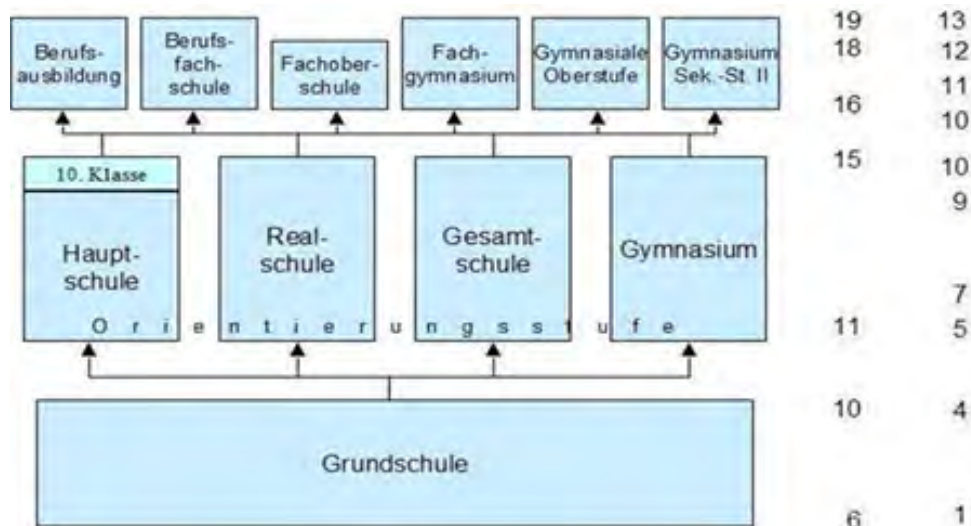 Berufs-
ausbildung
Berufs-
fach-
schule
Fachober-
schule
Fach-
gymnasium
Gymnasiale
Oberstufe
Gymnasium
Sek.-St. II
19 13
18 12
11
16 10
15 10
9
10. Klasse
Haupt-
schule
Real-
schule
Gesamt-
schule
Gymnasium
7
Orientierungsstufe
11 5
10 4
Grundschule
6 1